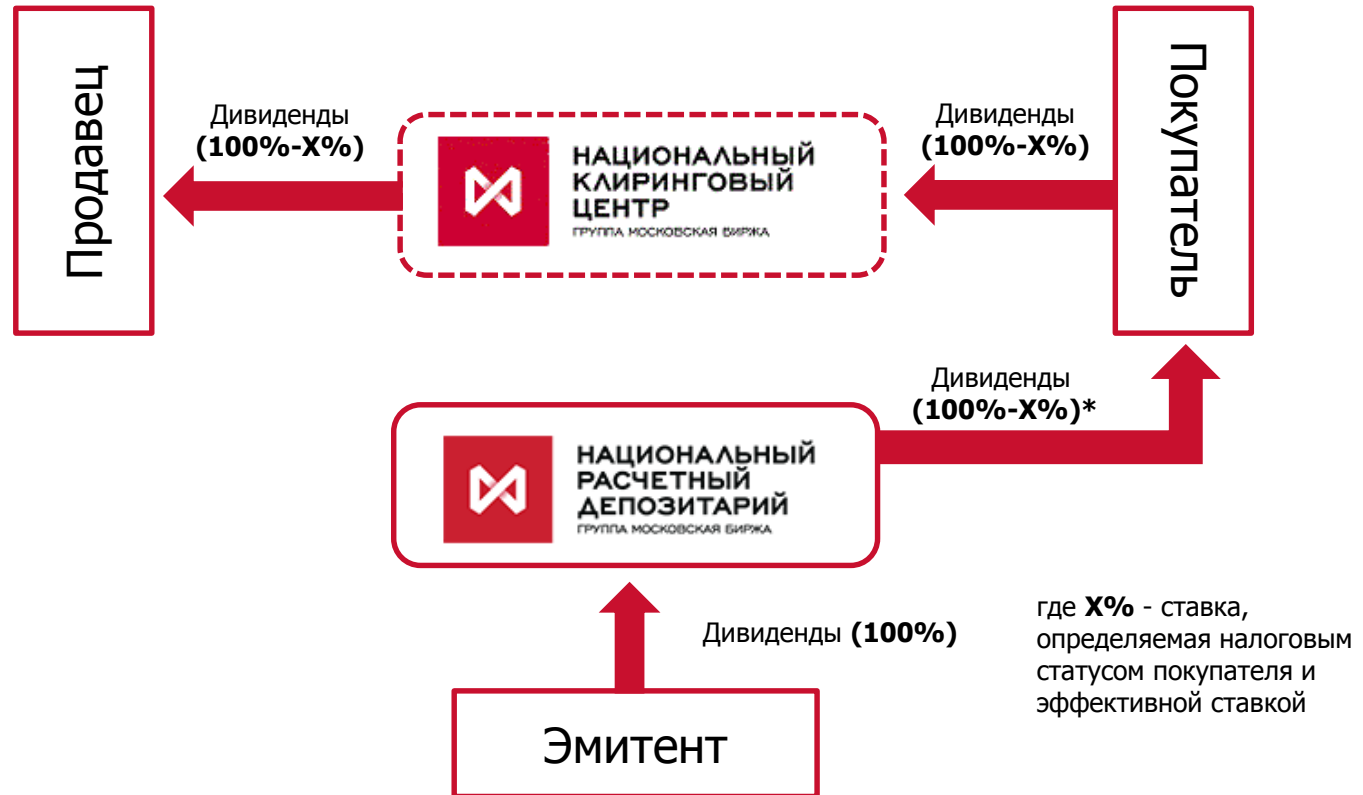 Продавец
Дивиденды
(100%-X%)
НАЦИОНАЛЬНЫЙ
КЛИРИНГОВЫЙ
ЦЕНТР
ГРУППА МОСКОВСКАЯ БИРЖА
Дивиденды
(100%-X%)
Покупатель
Дивиденды
(100%-X%)*
НАЦИОНАЛЬНЫЙ
РАСЧЕТНЫЙ
ДЕПОЗИТАРИЙ
ГРУППА МОСКОВСКАЯ БИРЖА
Дивиденды (100%)
где X% - ставка,
определяемая налоговым
статусом покупателя и
эффективной ставкой
Эмитент